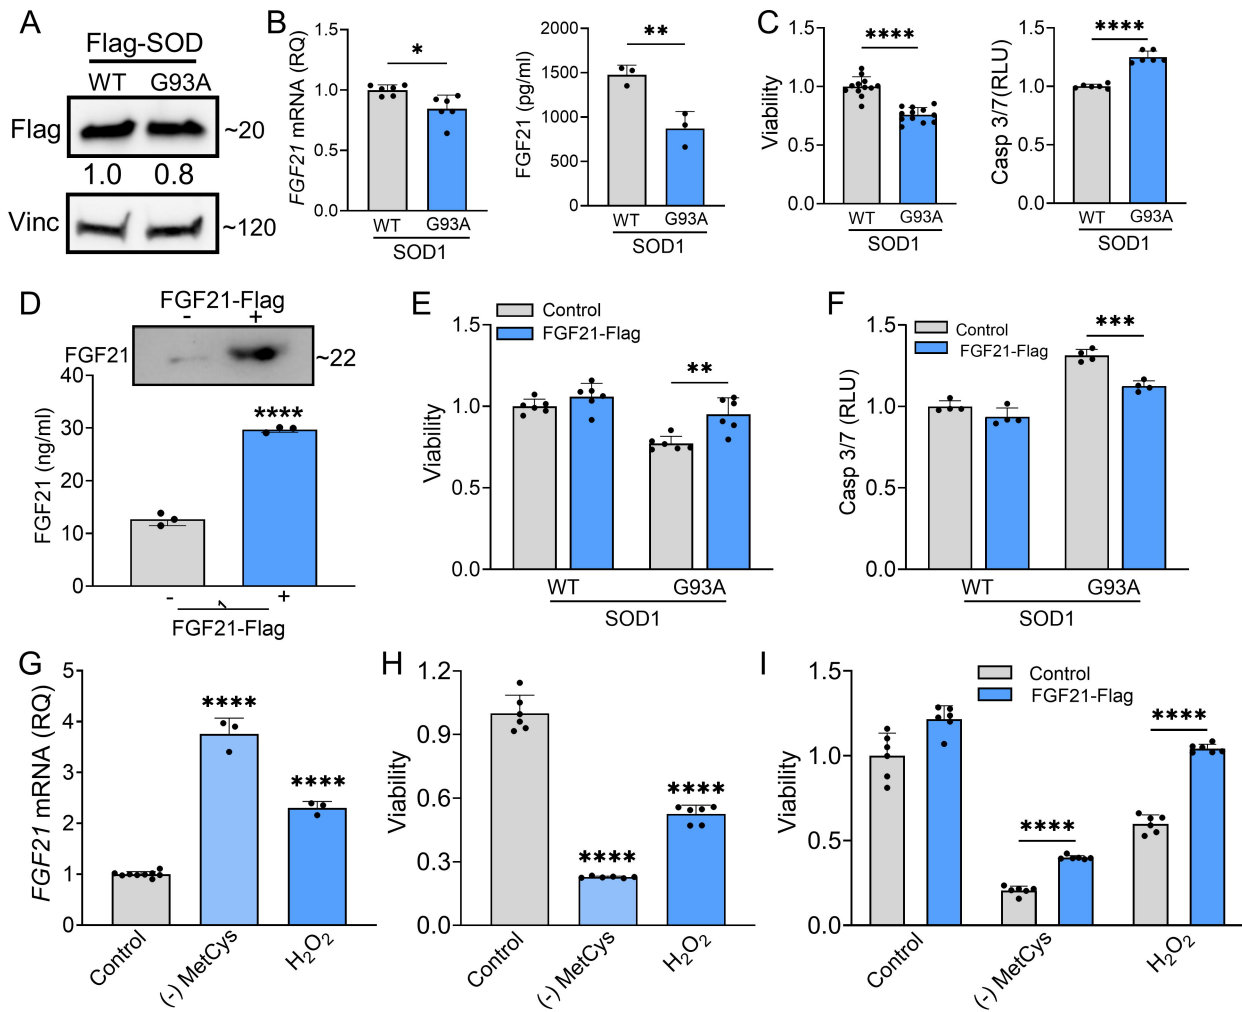 A
Flag-SOD
WT G93A
Flag ~20
1.0 0.8
Vinc ~120
B
FGF21 mRNA (RQ)
1.5
1.0
0.5
0.0
*
WT G93A
SOD1
FGF21 (pg/ml)
2000
1500
1000
500
0
**
WT G93A
SOD1
C
Viability
1.5
1.0
0.5
0.0
****
WT G93A
SOD1
Casp 3/7(RLU)
1.5
1.0
0.5
0.0
****
WT G93A
SOD1
D
FGF21-Flag
- +
FGF21 ~22
FGF21 (ng/ml)
40
30
20
10
0
****
- +
FGF21-Flag
E
Control
FGF21-Flag
Viability
1.5
1.0
0.5
0.0
**
WT G93A
SOD1
F
Control
FGF21-Flag
Casp 3/7 (RLU)
1.5
1.0
0.5
0.0
***
WT G93A
SOD1
G
FGF21 mRNA (RQ)
5
4
3
2
1
0
****
****
Control
(-) MetCys
H₂O₂
H
Viability
1.2
0.9
0.6
0.3
0.0
****
****
Control
(-) MetCys
H₂O₂
I
Control
FGF21-Flag
Viability
1.5
1.0
0.5
0.0
****
****
Control
(-) MetCys
H₂O₂